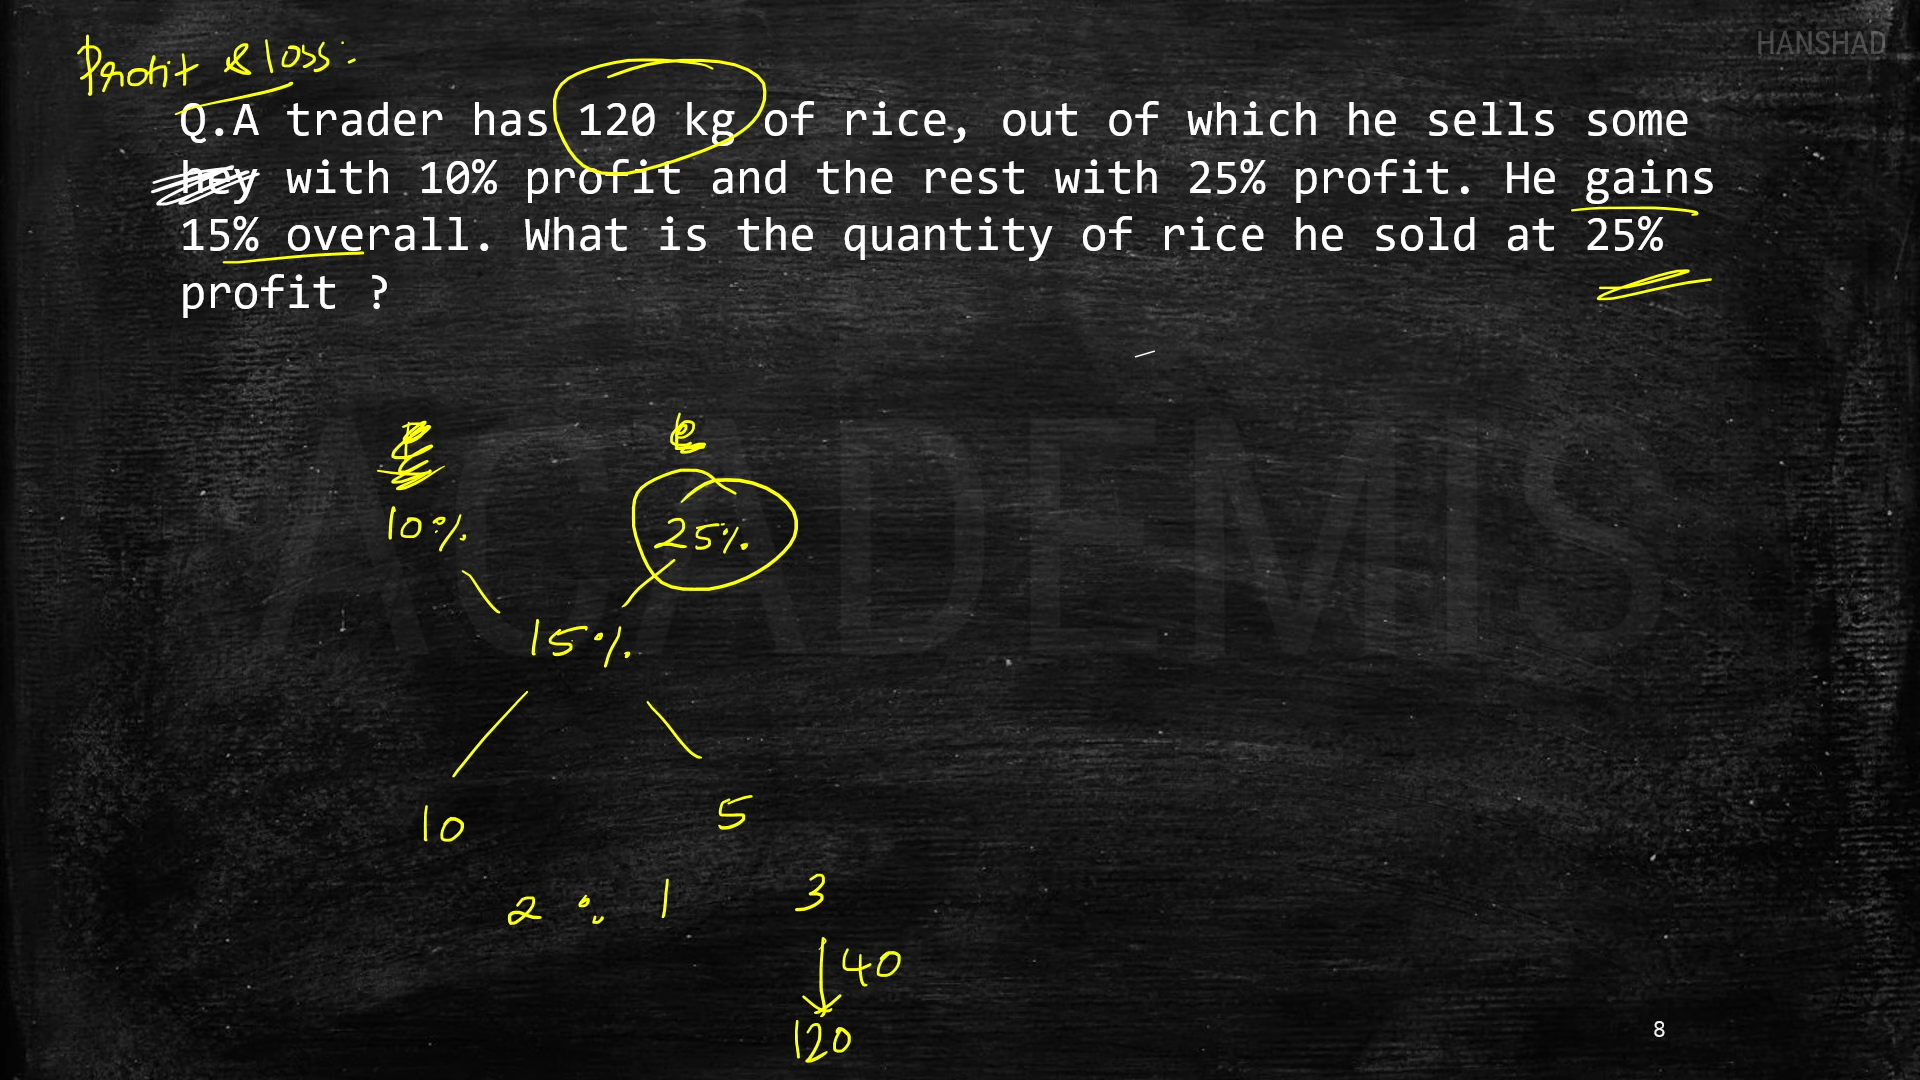 HANSHAD
Profit & loss:
Q.A trader has 120 kg of rice, out of which he sells some
hey with 10% profit and the rest with 25% profit. He gains
15% overall. What is the quantity of rice he sold at 25%
profit ?
ACADEMIS
10% 25%
15%
10 5
2 : 1 3
40
120
8